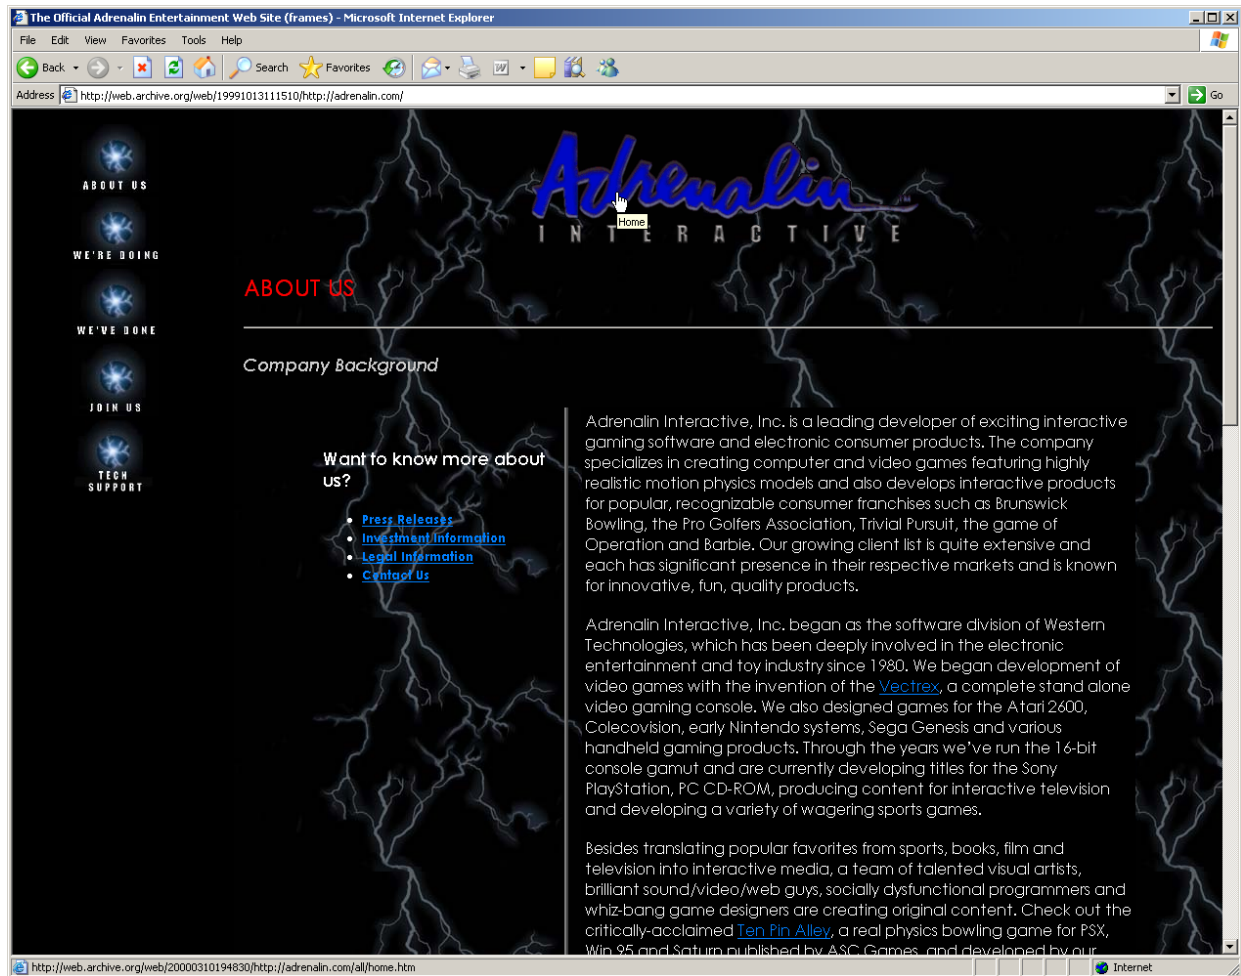 The Official Adrenalin Entertainment Web Site (frames) - Microsoft Internet Explorer
File Edit View Favorites Tools Help
Back Search Favorites
Address http://web.archive.org/web/19991013111510/http://adrenalin.com/ Go
ABOUT US
WE'RE DOING
WE'VE DONE
JOIN US
TECH
SUPPORT
Adrenalin
INTERACTIVE
Home
ABOUT US
Company Background
Want to know more about
us?
Press Releases
Investment Information
Legal Information
Contact Us
Adrenalin Interactive, Inc. is a leading developer of exciting interactive
gaming software and electronic consumer products. The company
specializes in creating computer and video games featuring highly
realistic motion physics models and also develops interactive products
for popular, recognizable consumer franchises such as Brunswick
Bowling, the Pro Golfers Association, Trivial Pursuit, the game of
Operation and Barbie. Our growing client list is quite extensive and
each has significant presence in their respective markets and is known
for innovative, fun, quality products.
Adrenalin Interactive, Inc. began as the software division of Western
Technologies, which has been deeply involved in the electronic
entertainment and toy industry since 1980. We began development of
video games with the invention of the Vectrex, a complete stand alone
video gaming console. We also designed games for the Atari 2600,
Colecovision, early Nintendo systems, Sega Genesis and various
handheld gaming products. Through the years we've run the 16-bit
console gamut and are currently developing titles for the Sony
PlayStation, PC CD-ROM, producing content for interactive television
and developing a variety of wagering sports games.
Besides translating popular favorites from sports, books, film and
television into interactive media, a team of talented visual artists,
brilliant sound/video/web guys, socially dysfunctional programmers and
whiz-bang game designers are creating original content. Check out the
critically-acclaimed Ten Pin Alley, a real physics bowling game for PSX,
Win 95 and Saturn published by ASC Games, and developed by our
http://web.archive.org/web/20000310194830/http://adrenalin.com/all/home.htm Internet